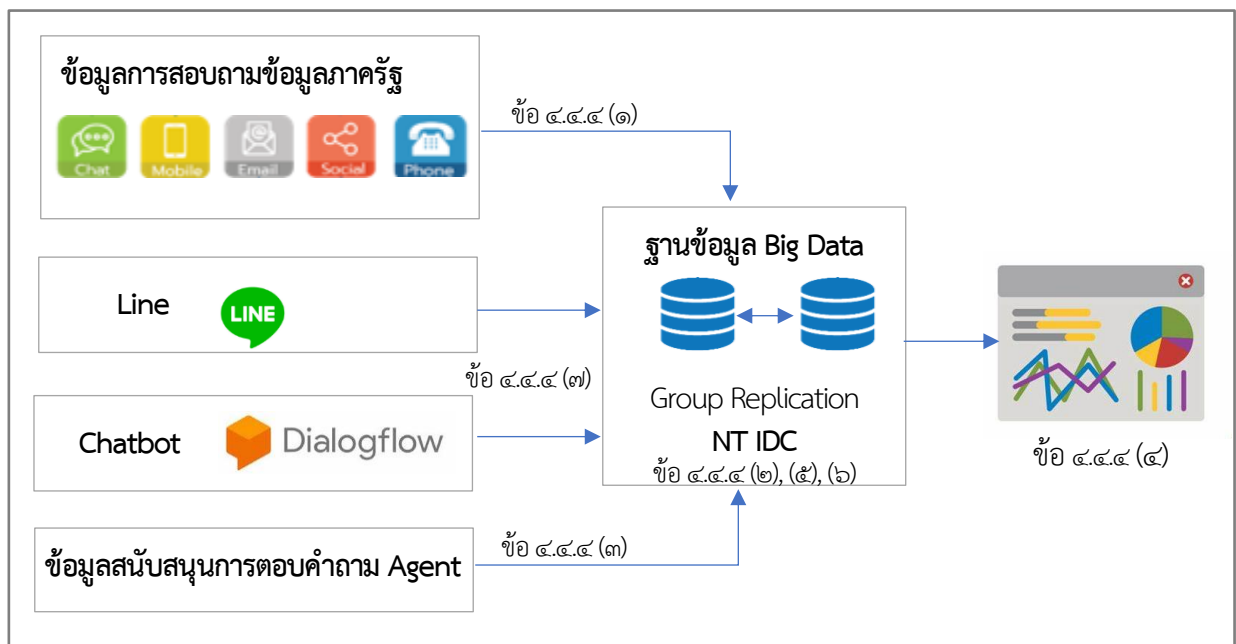 ข้อมูลการสอบถามข้อมูลภาครัฐ
Chat Mobile Email Social Phone
ข้อ ๔.๔.๔ (๑)
Line LINE
ข้อ ๔.๔.๔ (๗)
Chatbot Dialogflow
ข้อมูลสนับสนุนการตอบคำถาม Agent
ข้อ ๔.๔.๔ (๓)
ฐานข้อมูล Big Data
Group Replication
NT IDC
ข้อ ๔.๔.๔ (๒), (๕), (๖)
ข้อ ๔.๔.๔ (๔)